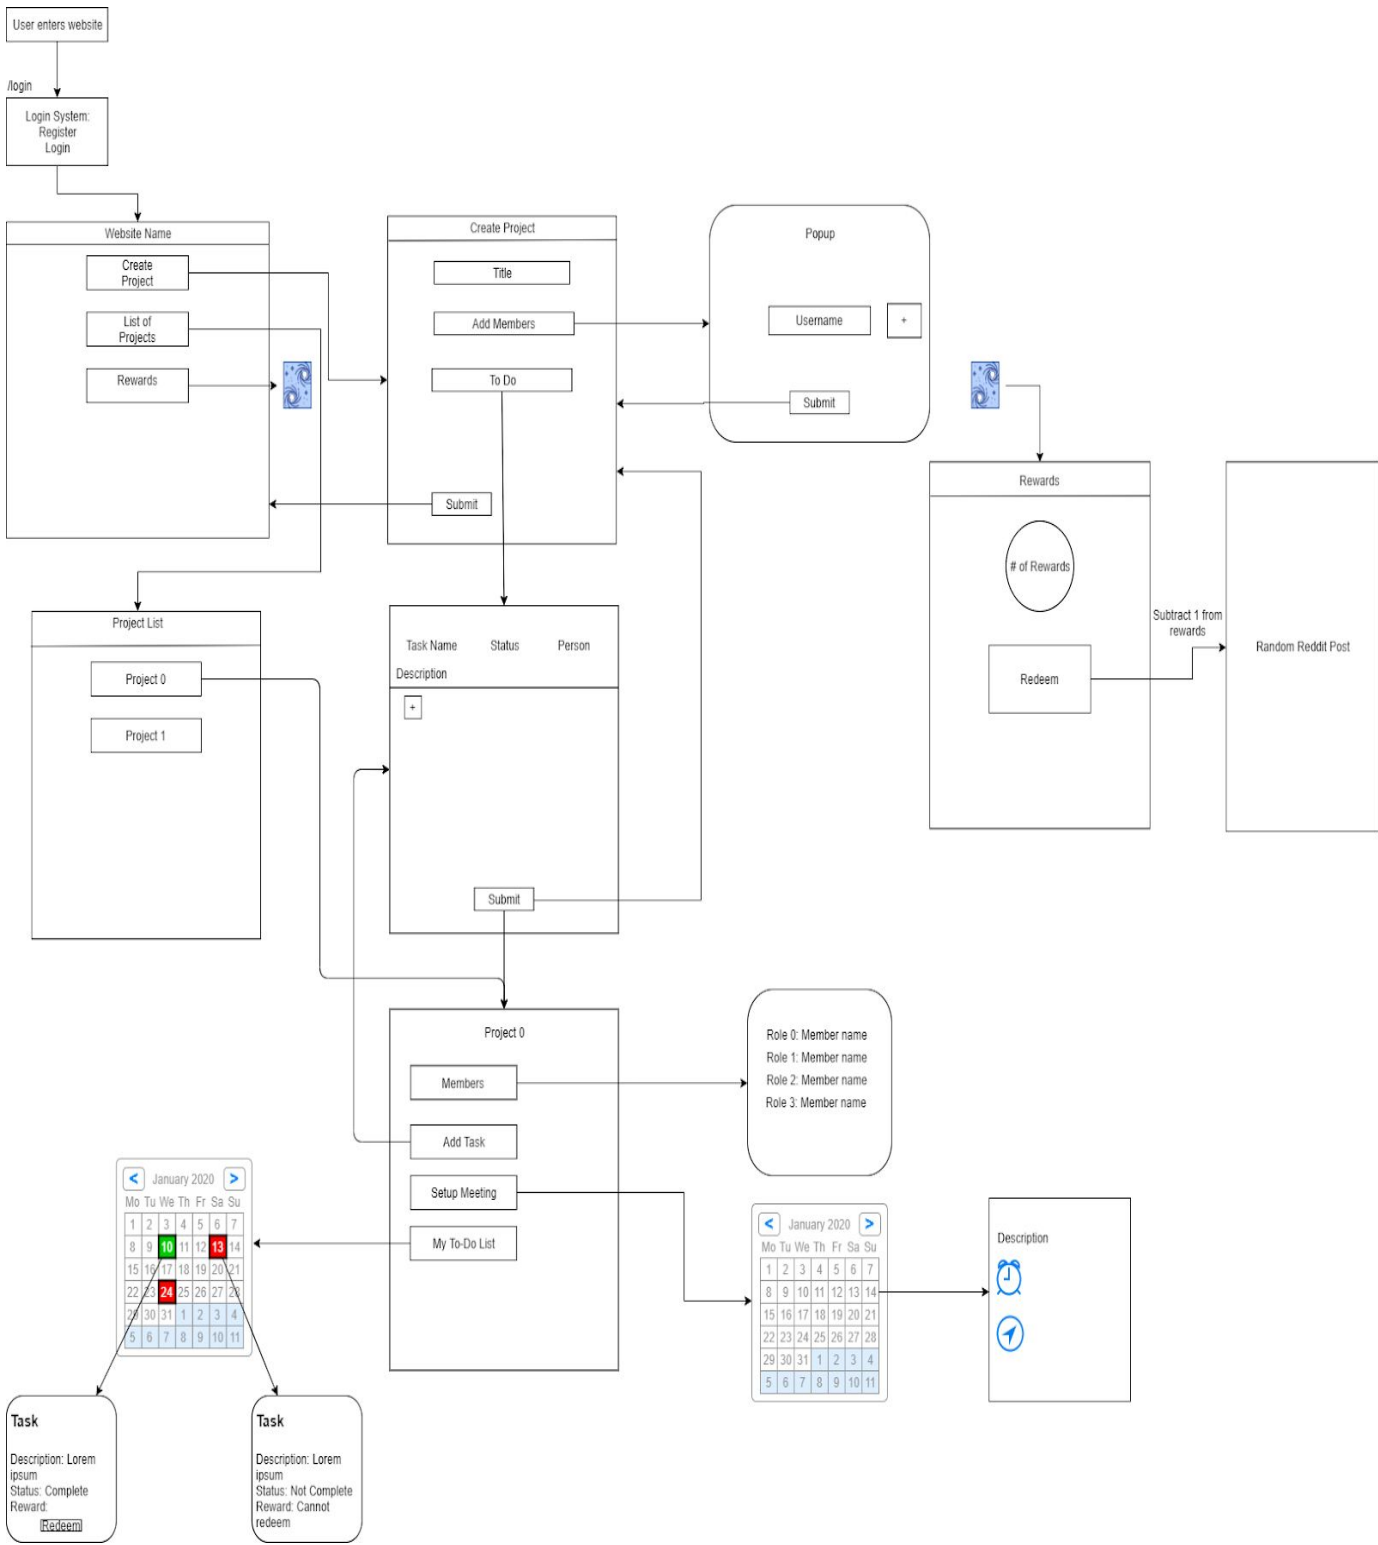 User enters website
/login
Login System:
Register
Login
Website Name
Create
Project
List of
Projects
Rewards
Create Project
Title
Add Members
To Do
Submit
Popup
Username
+
Submit
Rewards
# of Rewards
Redeem
Subtract 1 from
rewards
Random Reddit Post
Project List
Project 0
Project 1
Task Name Status Person
Description
+
Submit
Project 0
Members
Add Task
Setup Meeting
My To-Do List
Role 0: Member name
Role 1: Member name
Role 2: Member name
Role 3: Member name
< January 2020 >
Mo Tu We Th Fr Sa Su
1 2 3 4 5 6 7
8 9 10 11 12 13 14
15 16 17 18 19 20 21
22 23 24 25 26 27 28
29 30 31 1 2 3 4
5 6 7 8 9 10 11
< January 2020 >
Mo Tu We Th Fr Sa Su
1 2 3 4 5 6 7
8 9 10 11 12 13 14
15 16 17 18 19 20 21
22 23 24 25 26 27 28
29 30 31 1 2 3 4
5 6 7 8 9 10 11
Description
Task
Description: Lorem
ipsum
Status: Complete
Reward:
Redeem
Task
Description: Lorem
ipsum
Status: Not Complete
Reward: Cannot
redeem